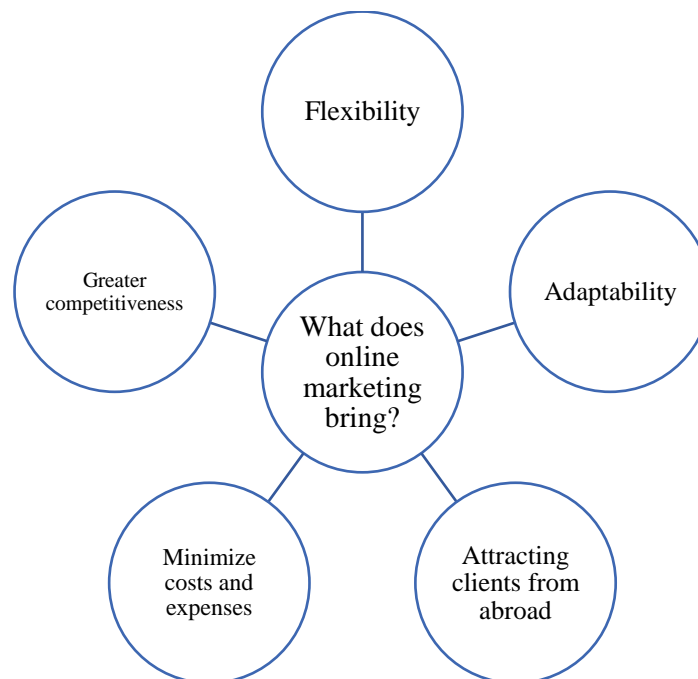 Flexibility
Greater
competitiveness
Adaptability
What does
online
marketing
bring?
Minimize
costs and
expenses
Attracting
clients from
abroad